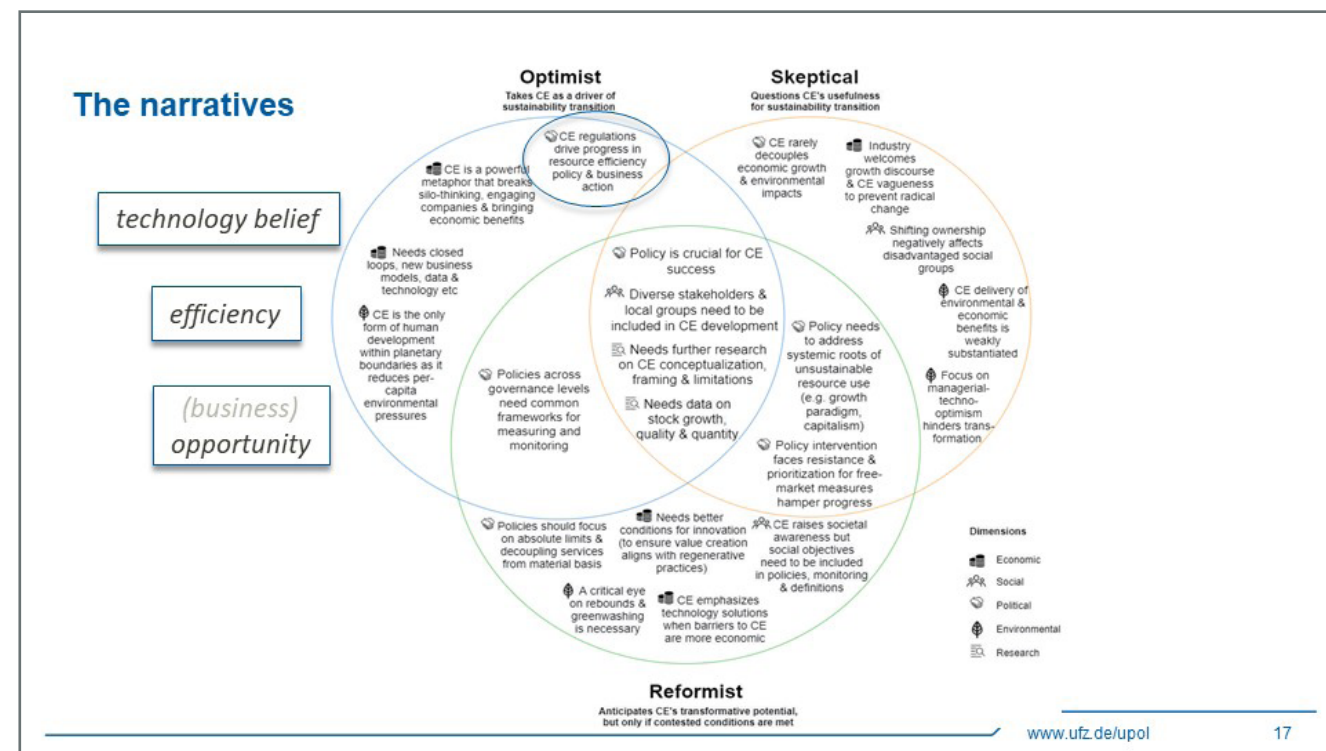 The narratives
technology belief
efficiency
(business)
opportunity
Optimist
Takes CE as a driver of
sustainability transition
Skeptical
Questions CE's usefulness
for sustainability transition
CE regulations
drive progress in
resource efficiency
policy & business
action
CE is a powerful
metaphor that breaks
silo-thinking, engaging
companies & bringing
economic benefits
Needs closed
loops, new business
models, data &
technology etc
CE is the only
form of human
development
within planetary
boundaries as it
reduces per-
capita
environmental
pressures
CE rarely
decouples
economic growth
& environmental
impacts
Industry
welcomes
growth discourse
& CE vagueness
to prevent radical
change
Shifting ownership
negatively affects
disadvantaged social
groups
CE delivery of
environmental &
economic
benefits is
weakly
substantiated
Focus on
managerial-
techno-
optimism
hinders trans-
formation
Policy is crucial for CE
success
Diverse stakeholders &
local groups need to be
included in CE development
Needs further research
on CE conceptualization,
framing & limitations
Needs data on
stock growth,
quality & quantity
Policies across
governance levels
need common
frameworks for
measuring and
monitoring
Policy needs
to address
systemic roots of
unsustainable
resource use
(e.g. growth
paradigm,
capitalism)
Policy intervention
faces resistance &
prioritization for free-
market measures
hamper progress
Policies should focus
on absolute limits &
decoupling services
from material basis
Needs better
conditions for innovation
(to ensure value creation
aligns with regenerative
practices)
CE raises societal
awareness but
social objectives
need to be included
in policies, monitoring
& definitions
A critical eye
on rebounds &
greenwashing
is necessary
CE emphasizes
technology solutions
when barriers to CE
are more economic
Reformist
Anticipates CE's transformative potential,
but only if contested conditions are met
Dimensions
Economic
Social
Political
Environmental
Research
www.ufz.de/upol
17